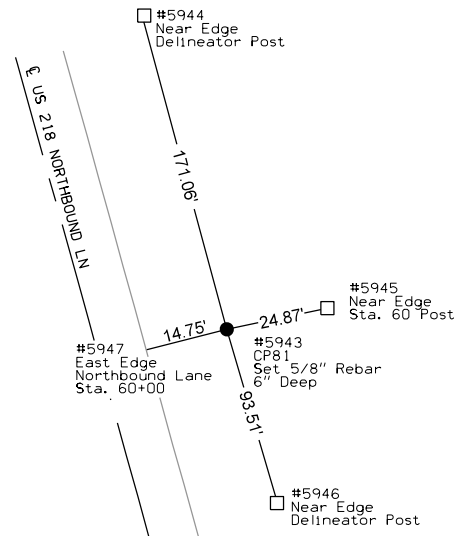 #5944
Near Edge
Delineator Post
℄ US 218 NORTHBOUND LN
171.06'
#5945
Near Edge
Sta. 60 Post
24.87'
14.75'
#5943
CP81
Set 5/8" Rebar
6" Deep
#5947
East Edge
Northbound Lane
Sta. 60+00
93.51'
#5946
Near Edge
Delineator Post